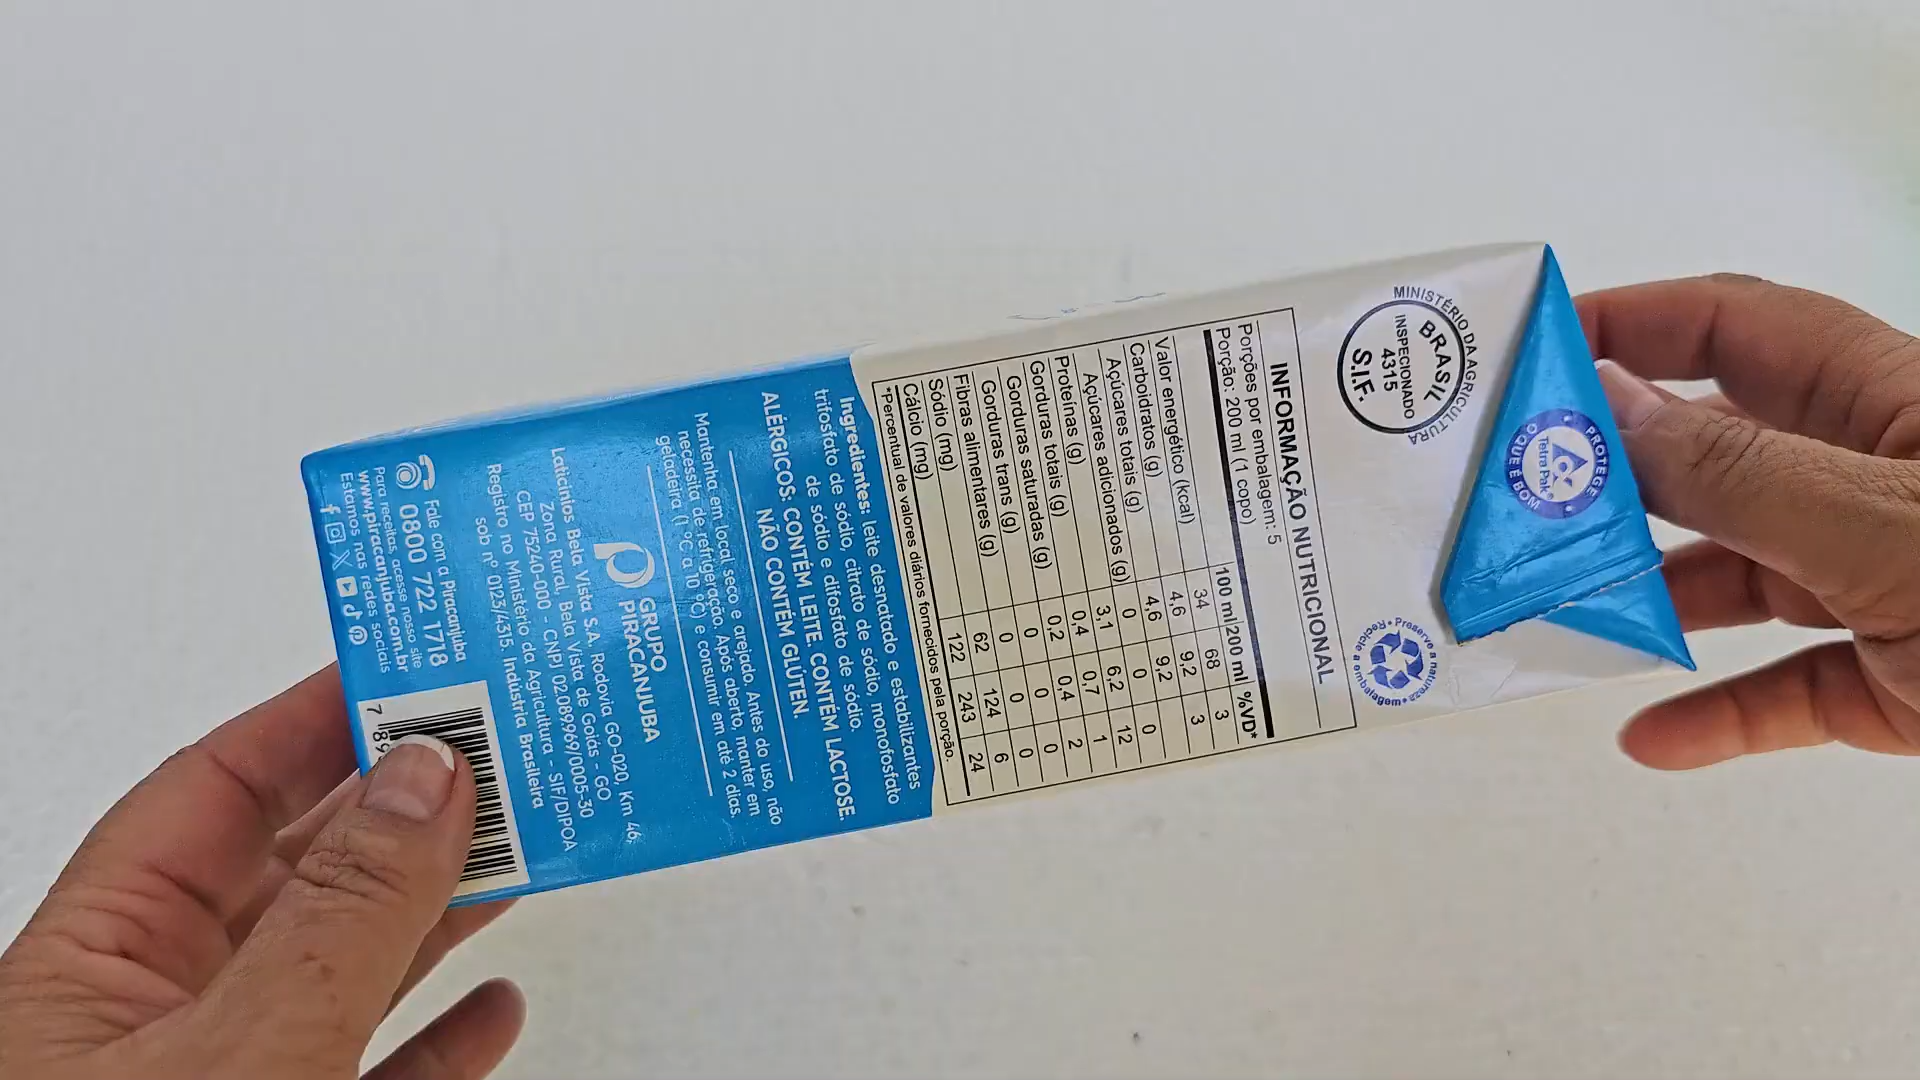 MINISTÉRIO DA AGRICULTURA
BRASIL
INSPECIONADO
4315
S.I.F.
PROTEGE
Tetra Pak®
O QUE É BOM
Preserve a natureza • Recicle a embalagem •
INFORMAÇÃO NUTRICIONAL
Porções por embalagem: 5
Porção: 200 ml (1 copo)
100 ml 200 ml %VD*
Valor energético (kcal) 34 68 3
Carboidratos (g) 4,6 9,2 3
Açúcares totais (g) 4,6 9,2
Açúcares adicionados (g) 0 0 0
Proteínas (g) 3,1 6,2 12
Gorduras totais (g) 0,4 0,7 1
Gorduras saturadas (g) 0,2 0,4 2
Gorduras trans (g) 0 0 0
Fibras alimentares (g) 0 0 0
Sódio (mg) 62 124 6
Cálcio (mg) 122 243 24
*Percentual de valores diários fornecidos pela porção.
Ingredientes: leite desnatado e estabilizantes
trifosfato de sódio, citrato de sódio, monofosfato
de sódio e difosfato de sódio.
ALÉRGICOS: CONTÉM LEITE. CONTÉM LACTOSE.
NÃO CONTÉM GLÚTEN.
Mantenha em local seco e arejado. Antes do uso, não
necessita de refrigeração. Após aberto, manter em
geladeira (1 ºC a 10 ºC) e consumir em até 2 dias.
GRUPO
PIRACANJUBA
Laticínios Bela Vista S.A. Rodovia GO-020, Km 46,
Zona Rural, Bela Vista de Goiás - GO
CEP 75240-000 - CNPJ 02.089.969/0005-30
Registro no Ministério da Agricultura - SIF/DIPOA
sob nº 0123/4315. Indústria Brasileira
Fale com a Piracanjuba
0800 722 1718
Para receitas, acesse nosso site
www.piracanjuba.com.br
Estamos nas redes sociais
7 89